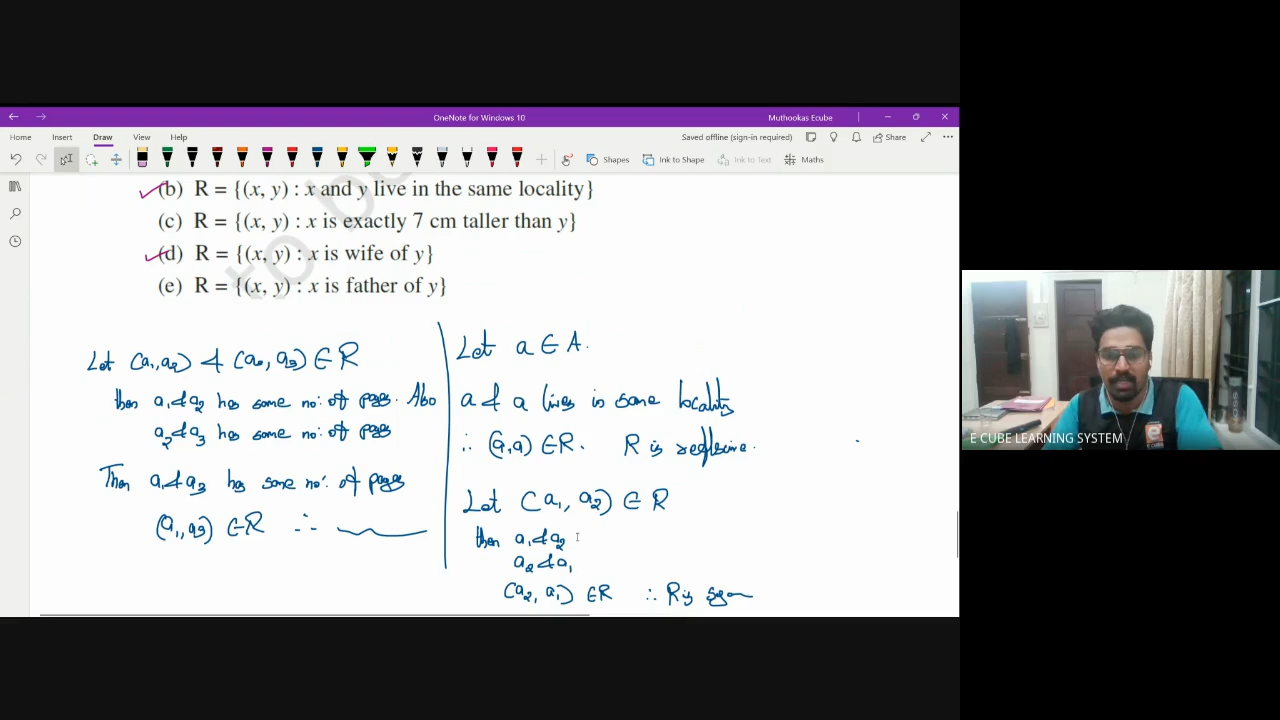 OneNote for Windows 10
Muthookas Ecube
Home Insert Draw View Help
Saved offline (sign-in required)
Share
Shapes Ink to Shape Ink to Text Maths
(b) R = {(x, y) : x and y live in the same locality}
(c) R = {(x, y) : x is exactly 7 cm taller than y}
(d) R = {(x, y) : x is wife of y}
(e) R = {(x, y) : x is father of y}
to b
Let (a1, a2) & (a2, a3) ∈ R
then a1 & a2 has same no: of pages. Also
a2 & a3 has same no: of pages
Then a1 & a3 has same no: of pages
(a1, a3) ∈ R ∴
Let a ∈ A.
a & a lives in same locality
∴ (a, a) ∈ R. R is reflexive.
Let (a1, a2) ∈ R
then a1 & a2
a2 & a1
(a2, a1) ∈ R ∴ R is sym
E CUBE LEARNING SYSTEM